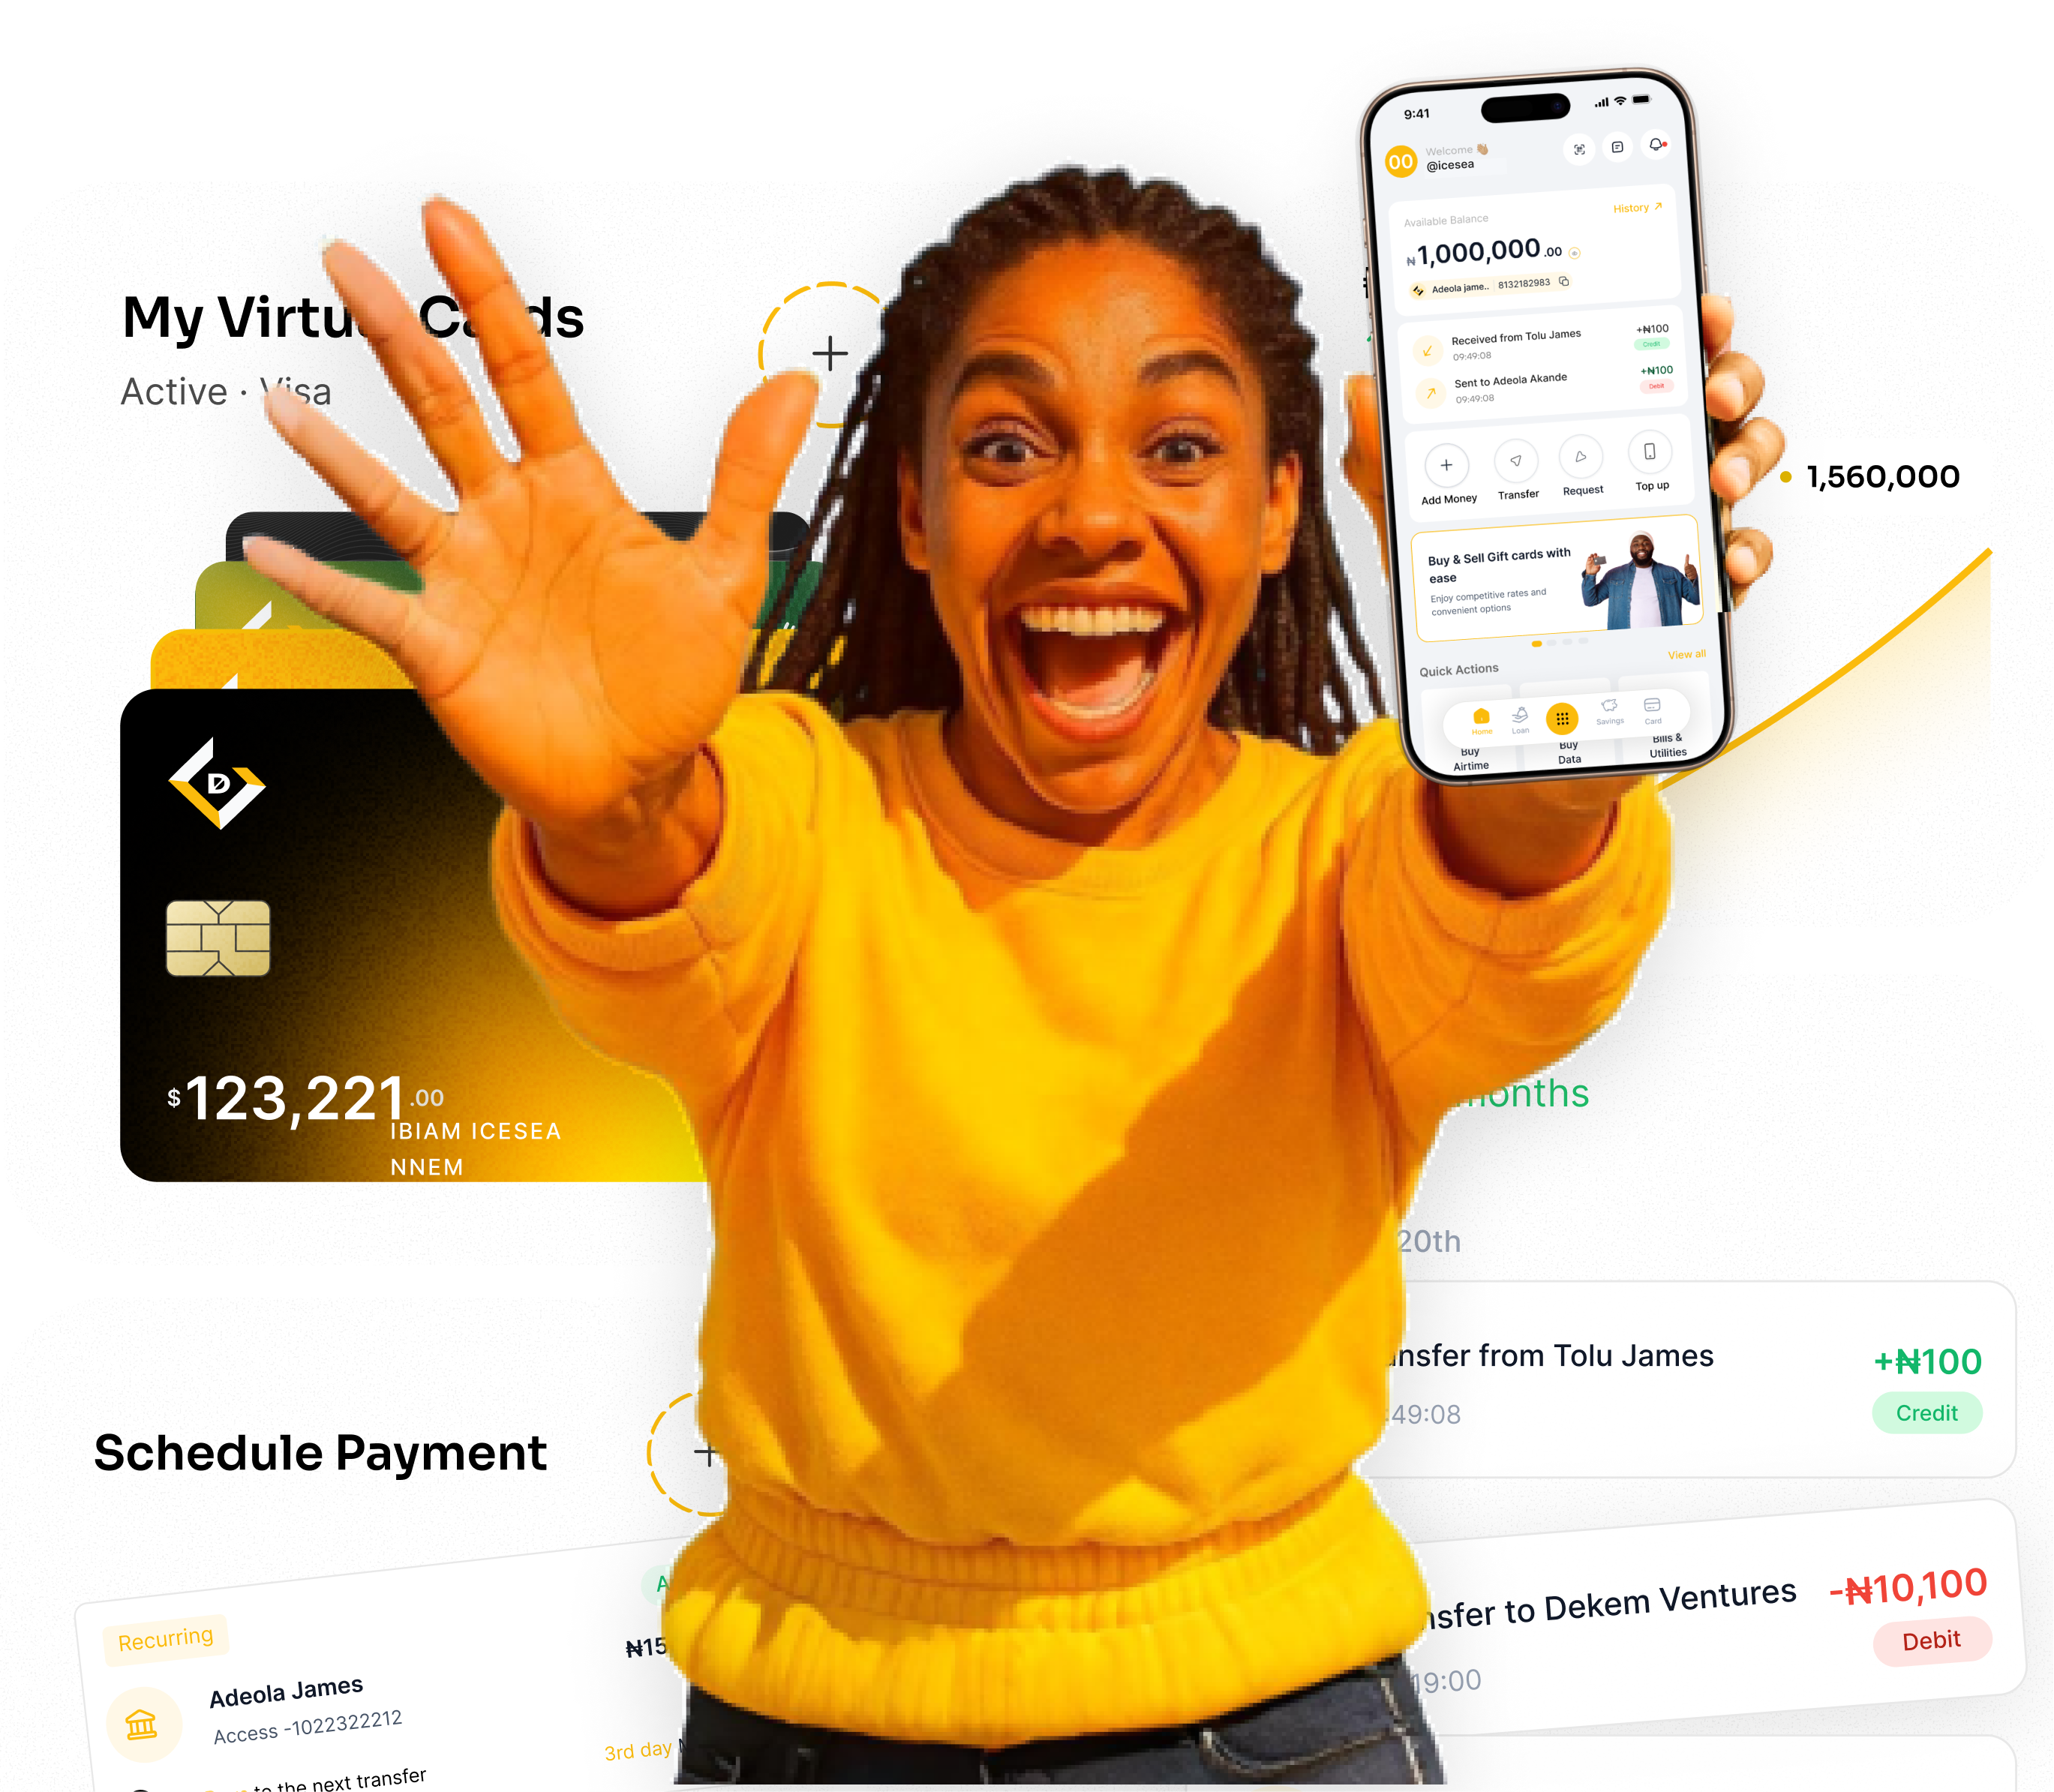 My Virtual Cards
Active · Visa
D
$123,221.00
IBIAM ICESEA
NNEM
Schedule Payment
Recurring
₦15
Adeola James
Access -1022322212
3rd day
to the next transfer
9:41
00
Welcome 👋🏽
@icesea
Available Balance
History ↗
₦1,000,000.00
Adeola jame.. 8132182983
Received from Tolu James
+₦100
09:49:08
Credit
Sent to Adeola Akande
+₦100
09:49:08
Debit
Add Money
Transfer
Request
Top up
Buy & Sell Gift cards with
ease
Enjoy competitive rates and
convenient options
Quick Actions
View all
Home
Loan
Savings
Card
Buy
Airtime
Buy
Data
Bills &
Utilities
1,560,000
onths
20th
nsfer from Tolu James
+₦100
:49:08
Credit
nsfer to Dekem Ventures
-₦10,100
19:00
Debit